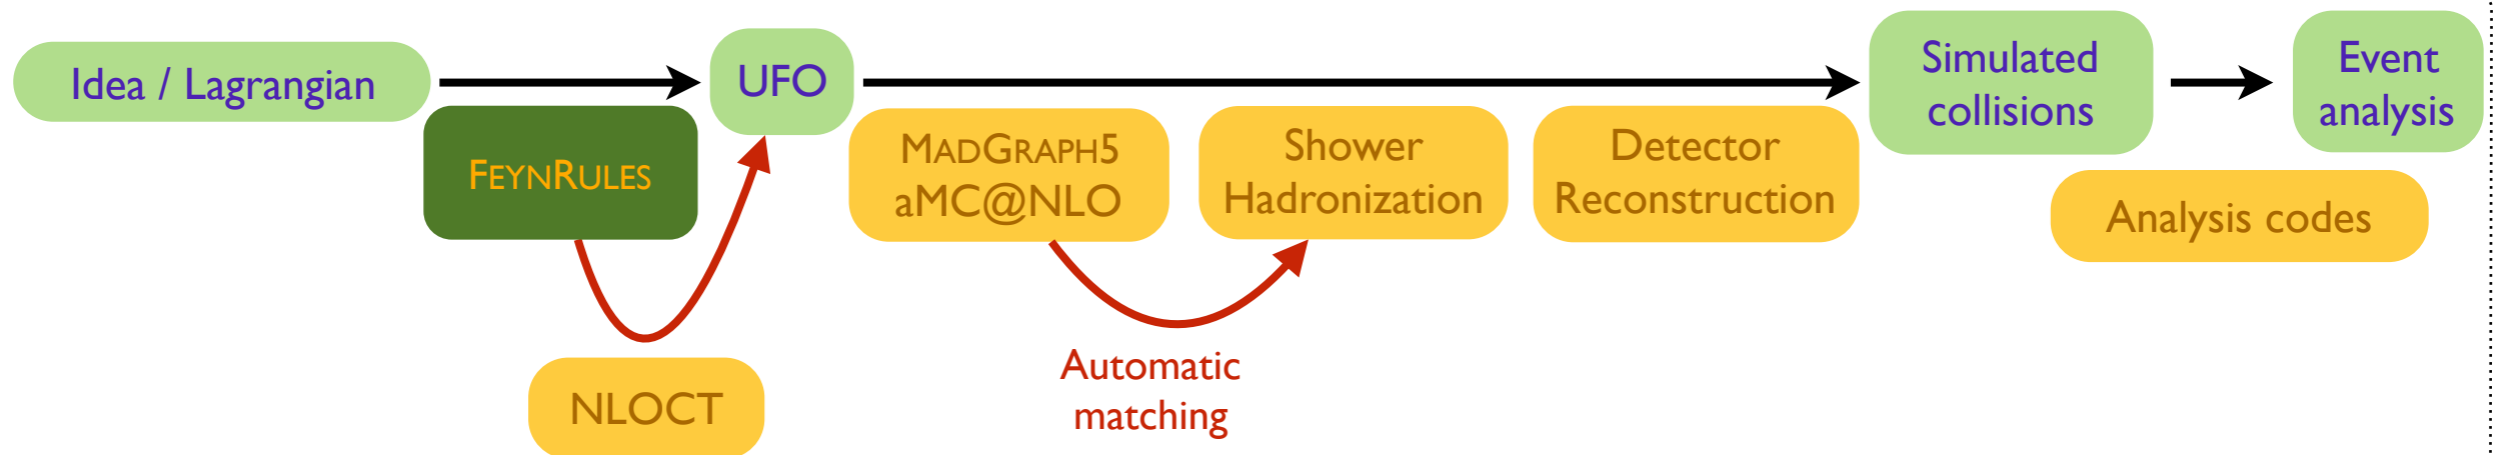 Idea / Lagrangian
UFO
Simulated
collisions
Event
analysis
FEYNRULES
MADGRAPH5
aMC@NLO
Shower
Hadronization
Detector
Reconstruction
Analysis codes
NLOCT
Automatic
matching